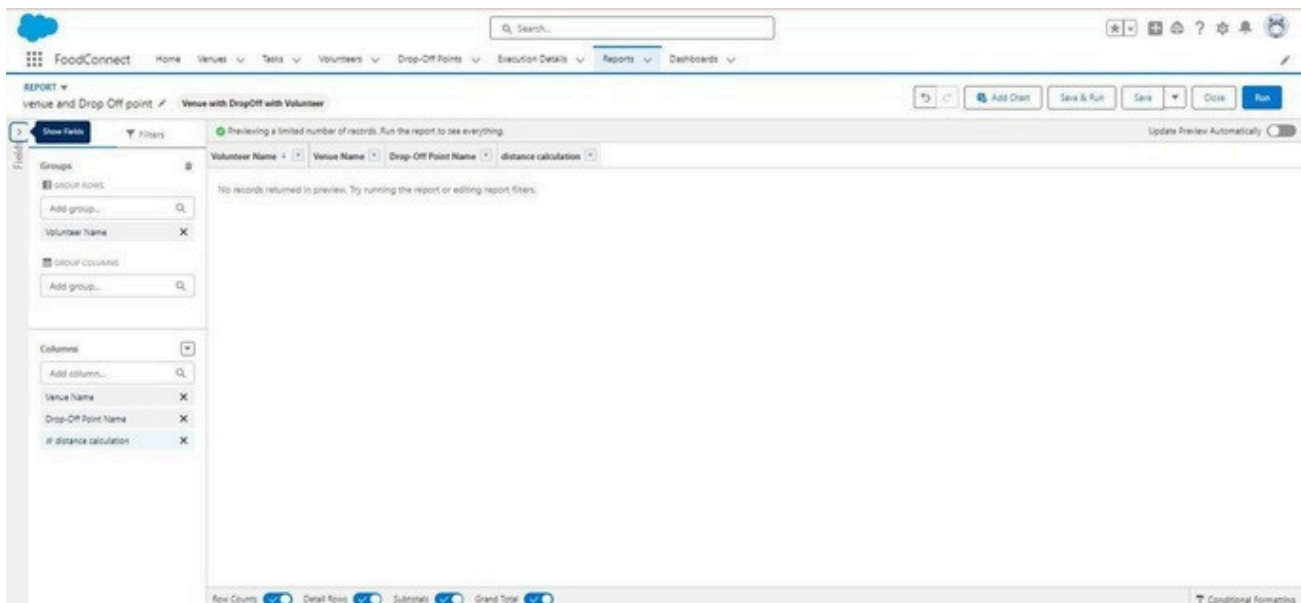 Search...
FoodConnect Home Venues Tasks Volunteers Drop-Off Points Execution Details Reports Dashboards
REPORT
venue and Drop Off point Venue with DropOff with Volunteer
Add Chart Save & Run Save Close Run
Fields
Show Fields Filters
Previewing a limited number of records. Run the report to see everything.
Update Preview Automatically
Groups
GROUP ROWS
Add group...
Volunteer Name
GROUP COLUMNS
Add group...
Columns
Add column...
Venue Name
Drop-Off Point Name
# distance calculation
Volunteer Name Venue Name Drop-Off Point Name distance calculation
No records returned in preview. Try running the report or editing report filters.
Row Counts Detail Rows Subtotals Grand Total
Conditional Formatting